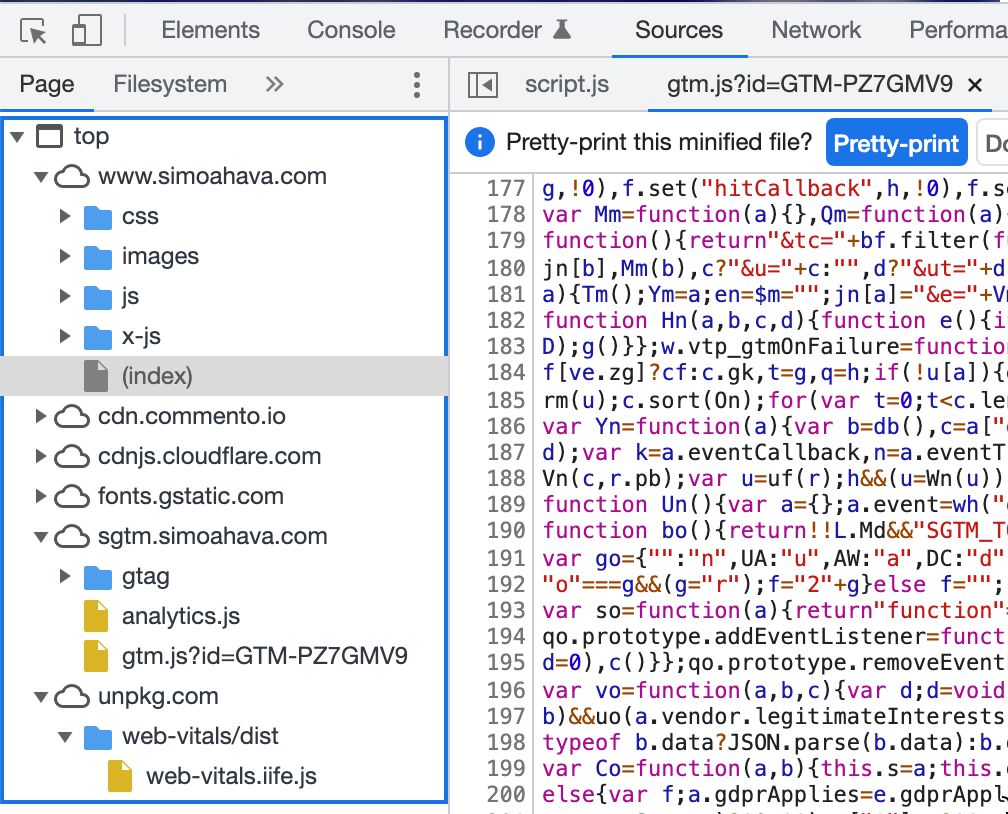 Elements Console Recorder Sources Network Performa
Page Filesystem » script.js gtm.js?id=GTM-PZ7GMV9 ×
Pretty-print this minified file? Pretty-print Do
top
www.simoahava.com
css
images
js
x-js
(index)
cdn.commento.io
cdnjs.cloudflare.com
fonts.gstatic.com
sgtm.simoahava.com
gtag
analytics.js
gtm.js?id=GTM-PZ7GMV9
unpkg.com
web-vitals/dist
web-vitals.iife.js
177 g,!0),f.set("hitCallback",h,!0),f.s
178 var Mm=function(a){},Qm=function(a)
179 function(){return"&tc="+bf.filter(f
180 jn[b],Mm(b),c?"&u="+c:"",d?"&ut="+d
181 a){Tm();Ym=a;en=$m="";jn[a]="&e="+V
182 function Hn(a,b,c,d){function e(){i
183 D);g()}};w.vtp_gtmOnFailure=functio
184 f[ve.zg]?cf:c.gk,t=g,q=h;if(!u[a]){
185 rm(u);c.sort(On);for(var t=0;t<c.le
186 var Yn=function(a){var b=db(),c=a["
187 d);var k=a.eventCallback,n=a.eventT
188 Vn(c,r.pb);var u=uf(r);h&&(u=Wn(u))
189 function Un(){var a={};a.event=wh("
190 function bo(){return!!L.Md&&"SGTM_T
191 var go={"":"n",UA:"u",AW:"a",DC:"d"
192 "o"===g&&(g="r");f="2"+g}else f="";
193 var so=function(a){return"function"=
194 qo.prototype.addEventListener=funct
195 d=0),c()}};qo.prototype.removeEvent
196 var vo=function(a,b,c){var d;d=void
197 b)&&uo(a.vendor.legitimateInterests
198 typeof b.data?JSON.parse(b.data):b.
199 var Co=function(a,b){this.s=a;this.
200 else{var f;a.gdprApplies=e.gdprAppl